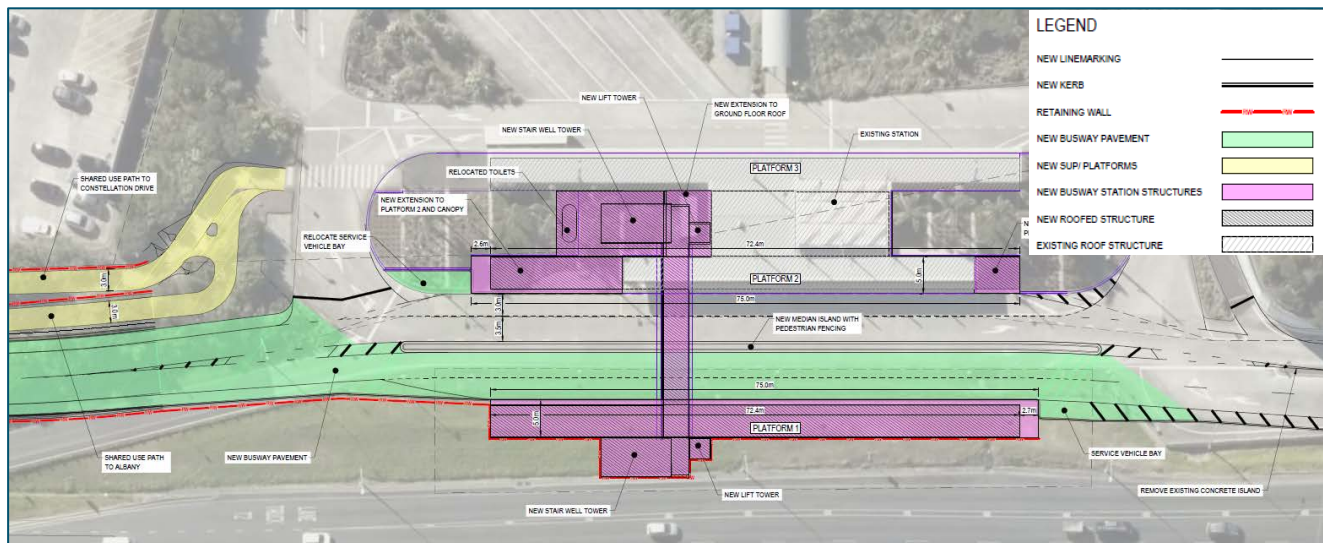 LEGEND
NEW LINEMARKING
NEW KERB
RETAINING WALL
RW
SW
NEW BUSWAY PAVEMENT
NEW SUP/ PLATFORMS
NEW BUSWAY STATION STRUCTURES
NEW ROOFED STRUCTURE
EXISTING ROOF STRUCTURE
NEW LIFT TOWER
NEW EXTENSION TO
GROUND FLOOR ROOF
NEW STAIR WELL TOWER
EXISTING STATION
RELOCATED TOILETS
PLATFORM 3
SHARED USE PATH TO
CONSTELLATION DRIVE
NEW EXTENSION TO
PLATFORM 2 AND CANOPY
RELOCATE SERVICE
VEHICLE BAY
2.6m
72.4m
PLATFORM 2
5.0m
75.0m
3.0m
3.0m
3.0m
3.5m
NEW MEDIAN ISLAND WITH
PEDESTRIAN FENCING
75.0m
72.4m
2.7m
5.0m
PLATFORM 1
SHARED USE PATH
TO ALBANY
NEW BUSWAY PAVEMENT
SERVICE VEHICLE BAY
NEW LIFT TOWER
REMOVE EXISTING CONCRETE ISLAND
NEW STAIR WELL TOWER